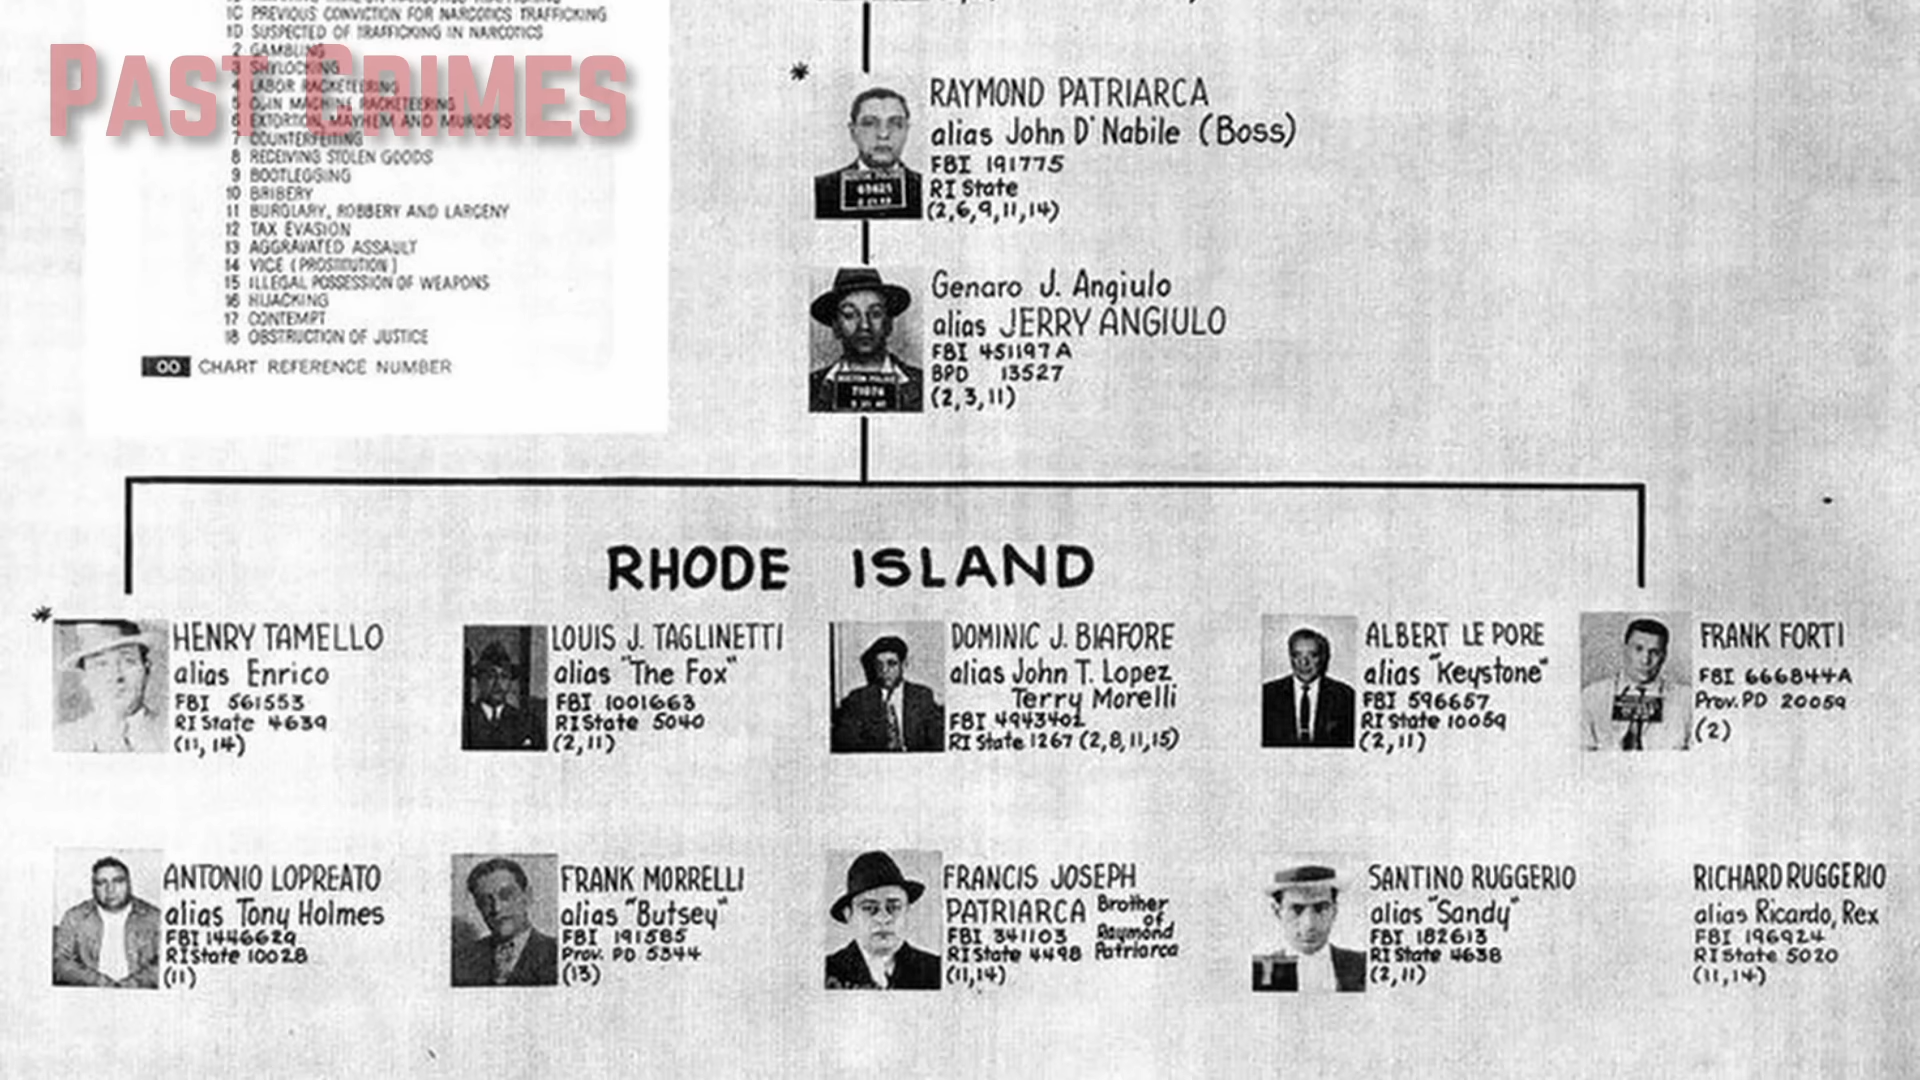 1C PREVIOUS CONVICTION FOR NARCOTICS TRAFFICKING
1D SUSPECTED OF TRAFFICKING IN NARCOTICS
2 GAMBLING
3 SHYLOCKING
4 LABOR RACKETEERING
5 COIN MACHINE RACKETEERING
6 EXTORTION, MAYHEM AND MURDERS
7 COUNTERFEITING
8 RECEIVING STOLEN GOODS
9 BOOTLEGGING
10 BRIBERY
11 BURGLARY, ROBBERY AND LARCENY
12 TAX EVASION
13 AGGRAVATED ASSAULT
14 VICE (PROSTITUTION)
15 ILLEGAL POSSESSION OF WEAPONS
16 HIJACKING
17 CONTEMPT
18 OBSTRUCTION OF JUSTICE
00 CHART REFERENCE NUMBER
PAST CRIMES
*
RAYMOND PATRIARCA
alias John D'Nabile (Boss)
FBI 191775
RI State
(2,6,9,11,14)
Genaro J. Angiulo
alias JERRY ANGIULO
FBI 451197A
BPD 13527
(2,3,11)
RHODE ISLAND
*
HENRY TAMELLO
alias Enrico
FBI 561553
RI State 4639
(11, 14)
LOUIS J. TAGLINETTI
alias "The Fox"
FBI 1001663
RI State 5040
(2,11)
DOMINIC J. BIAFORE
alias John T. Lopez
Terry Morelli
FBI 4943402
RI State 1267 (2,8,11,15)
ALBERT LE PORE
alias "Keystone"
FBI 596657
RI State 10059
(2,11)
FRANK FORTI
FBI 666844A
Prov. PD 20059
(2)
ANTONIO LOPREATO
alias Tony Holmes
FBI 1446629
RI State 10028
(11)
FRANK MORRELLI
alias "Butsey"
FBI 191585
Prov. PD 5344
(13)
FRANCIS JOSEPH
PATRIARCA Brother of Raymond Patriarca
FBI 341103
RI State 4498
(11,14)
SANTINO RUGGERIO
alias "Sandy"
FBI 182613
RI State 4638
(2,11)
RICHARD RUGGERIO
alias Ricardo, Rex
FBI 196924
RI State 5020
(11,14)